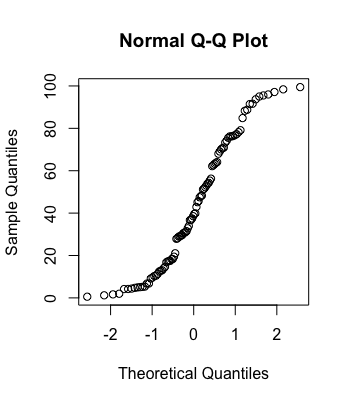 Normal Q-Q Plot
Sample Quantiles
100
80
60
40
20
0
-2 -1 0 1 2
Theoretical Quantiles